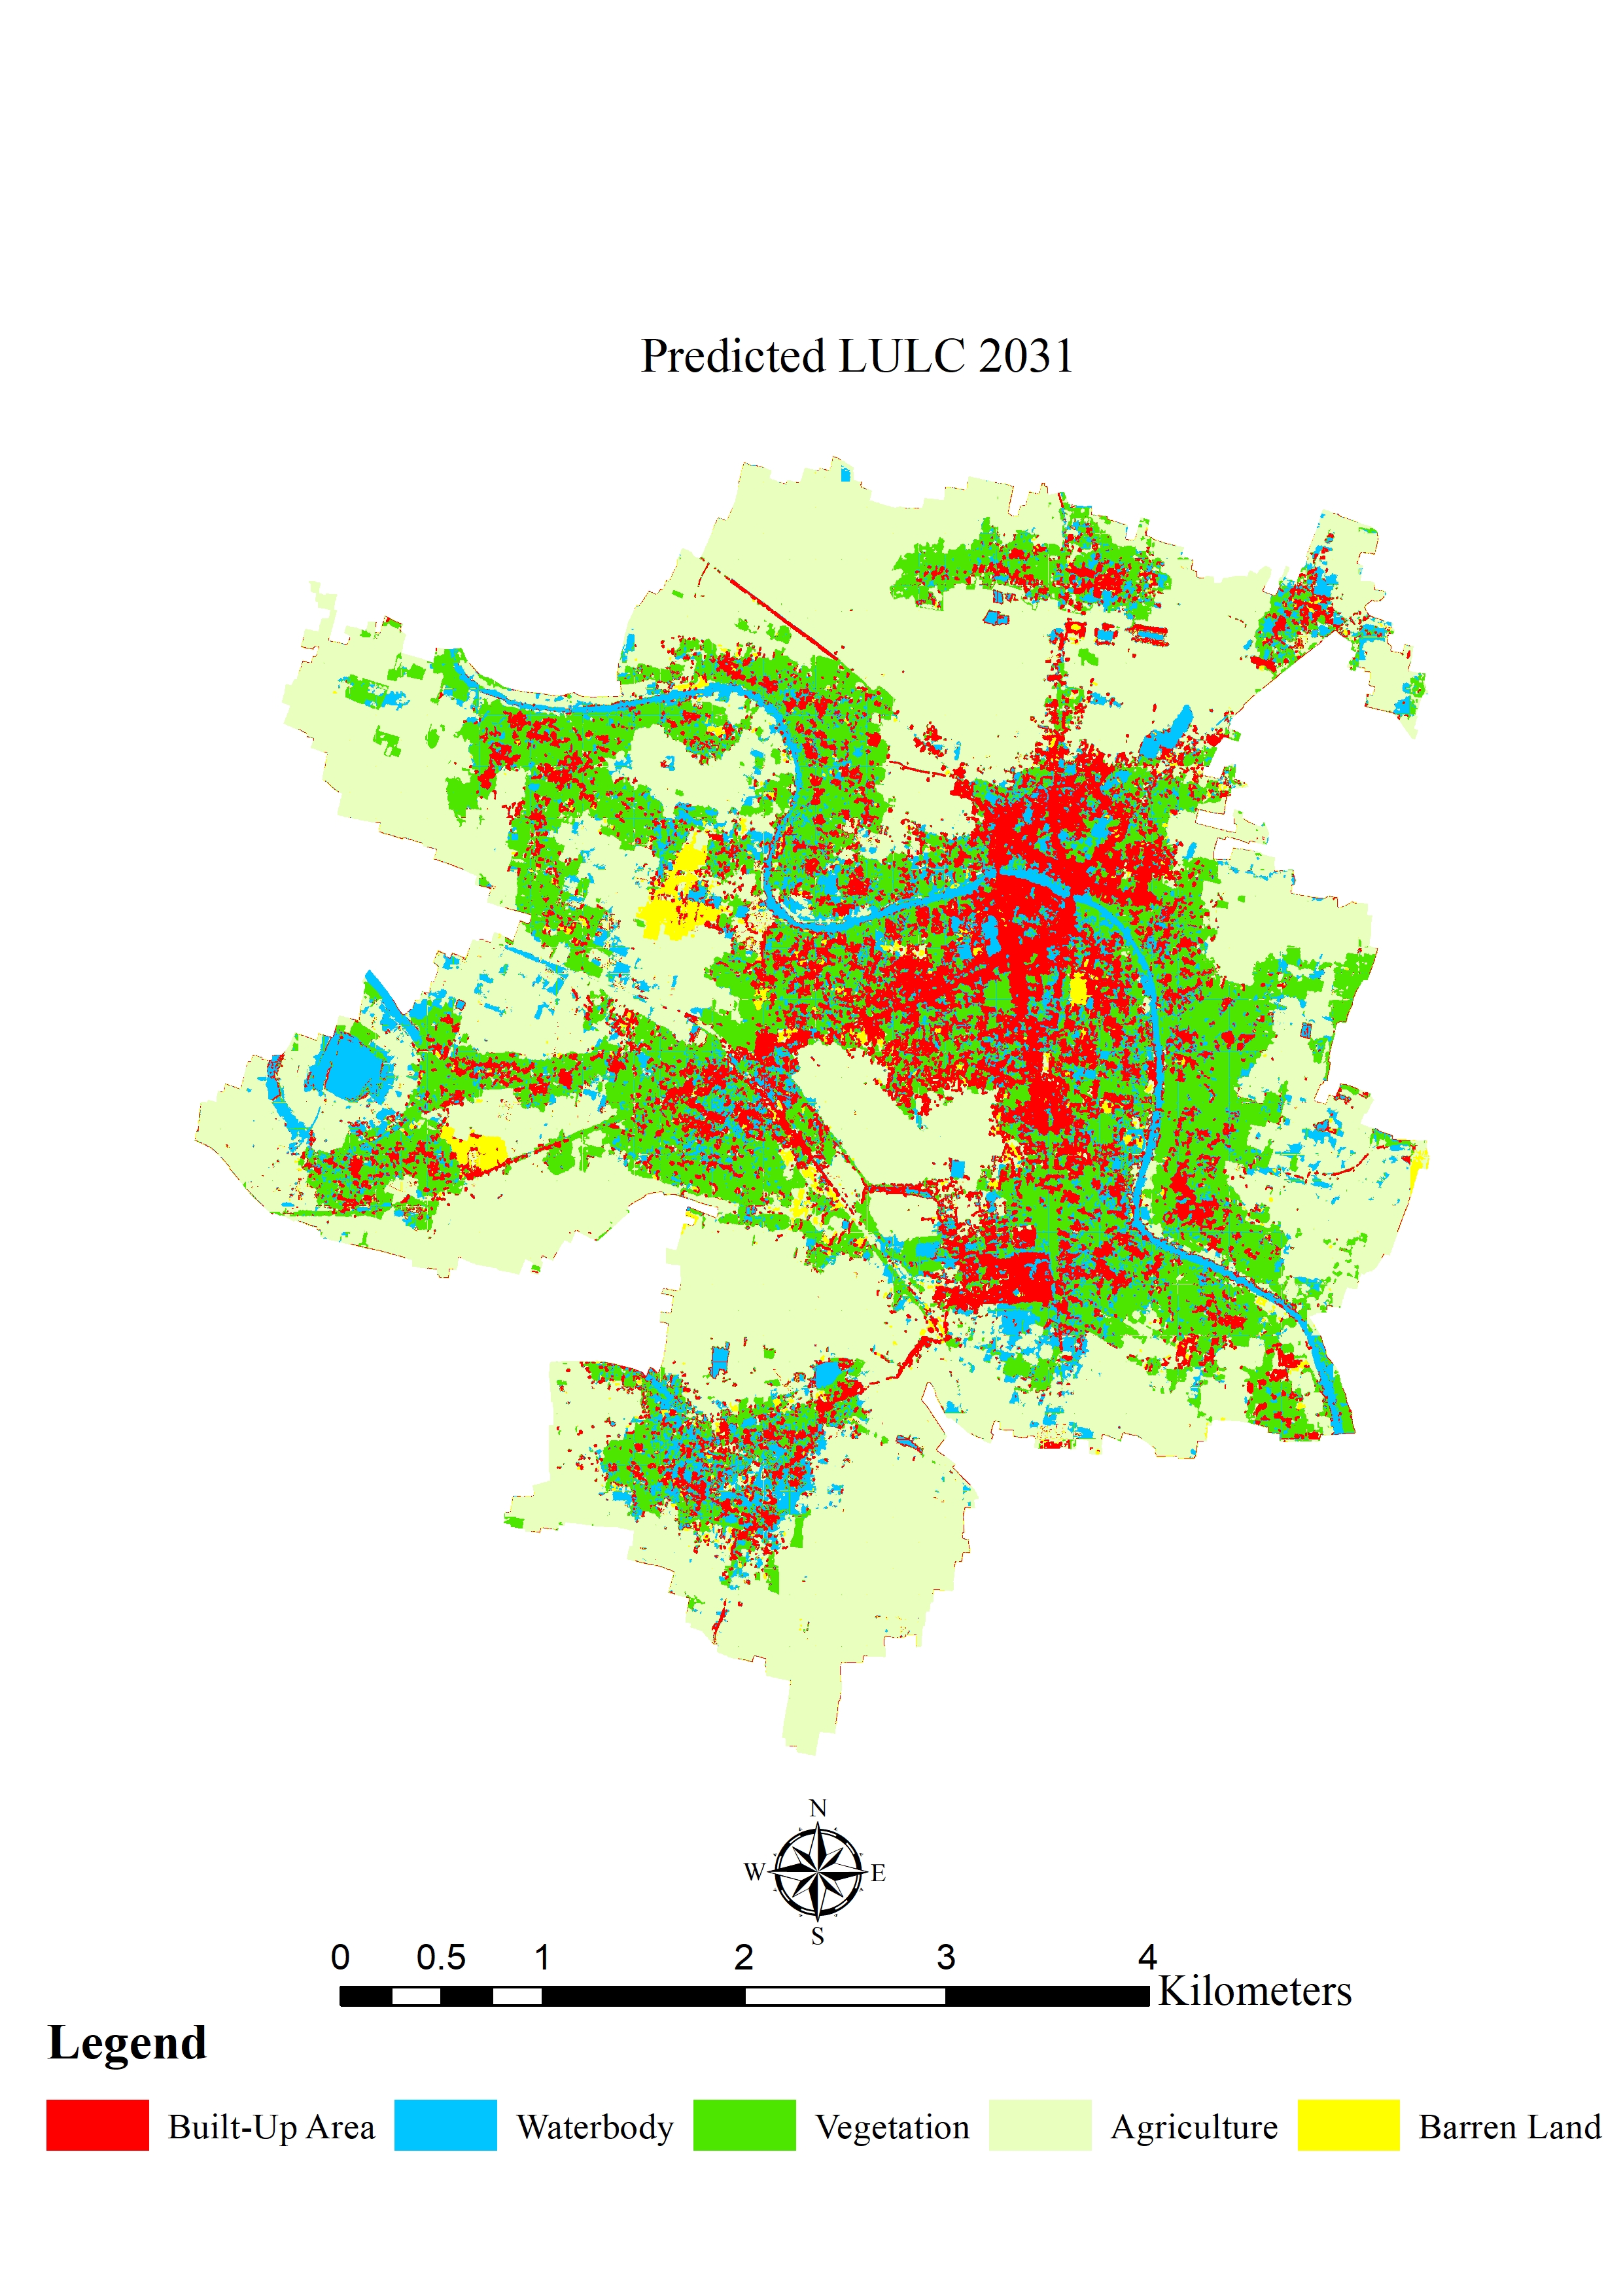 Predicted LULC 2031
N
W E
S
0 0.5 1 2 3 4
Kilometers
Legend
Built-Up Area Waterbody Vegetation Agriculture Barren Land